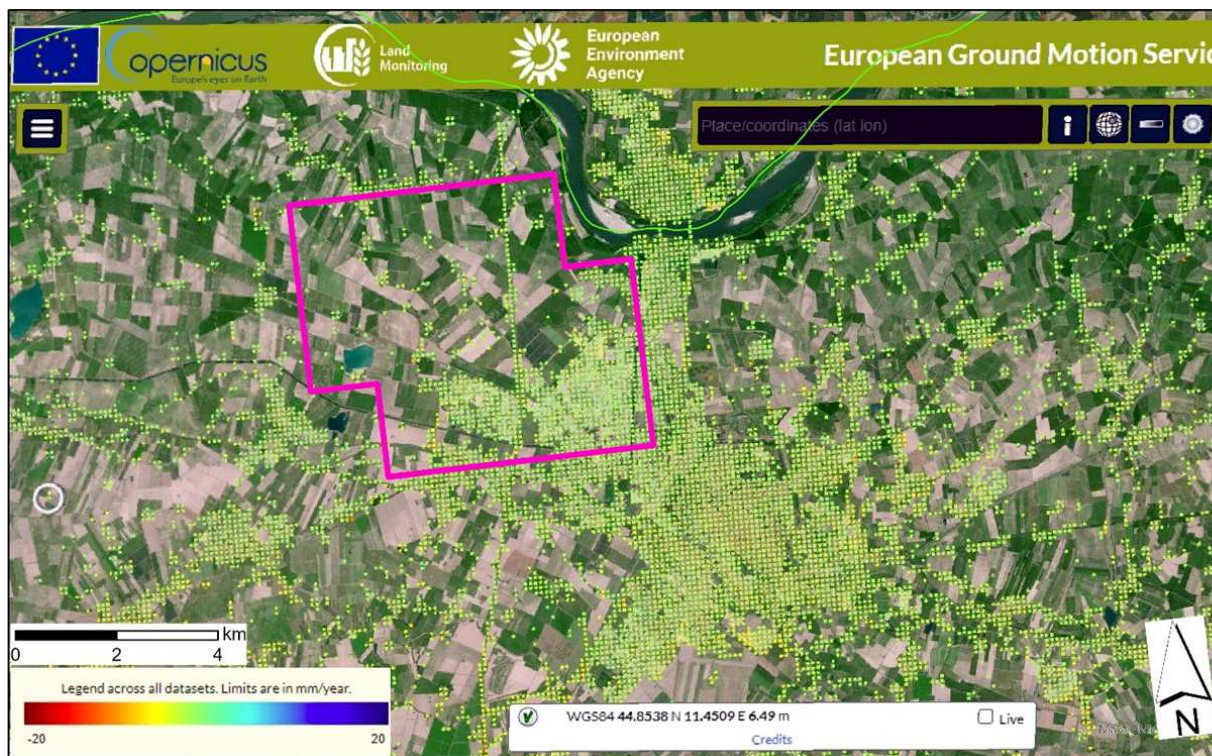 Copernicus
Europe's eyes on Earth
Land
Monitoring
European
Environment
Agency
European Ground Motion Servic
Place/coordinates (lat lon)
km
0 2 4
Legend across all datasets. Limits are in mm/year.
-20 20
WGS84 44.8538 N 11.4509 E 6.49 m
Live
Credits
N